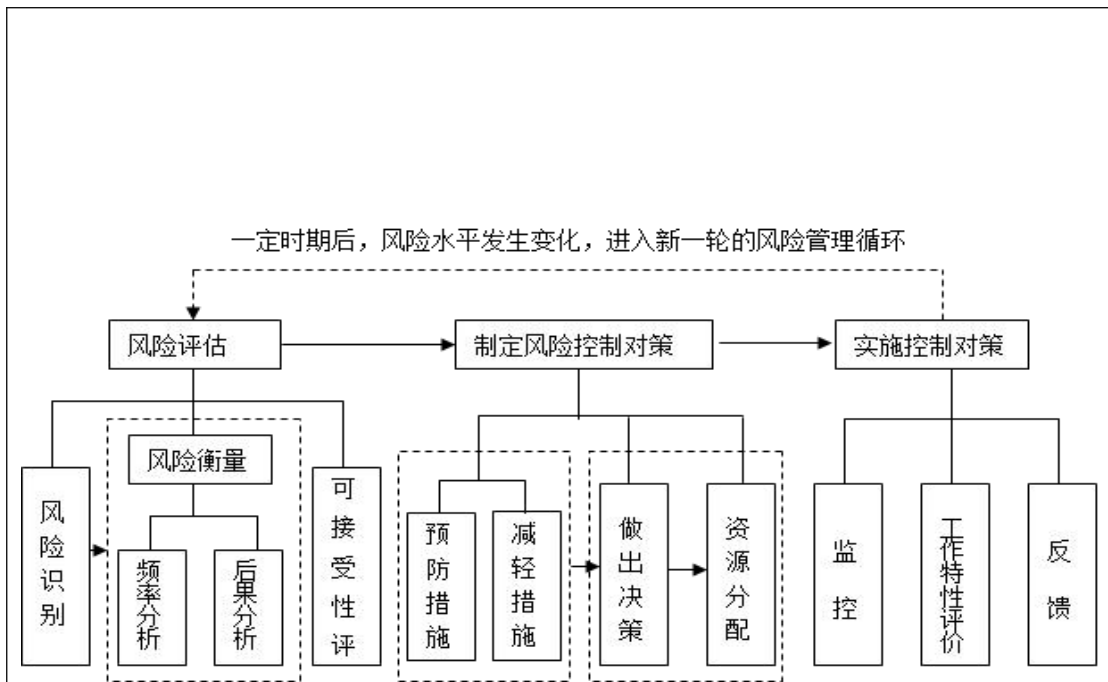 一定时期后，风险水平发生变化，进入新一轮的风险管理循环
风险评估
制定风险控制对策
实施控制对策
风险衡量
风险识别
频率分析
后果分析
可接受性评
预防措施
减轻措施
做出决策
资源分配
监控
工作特性评价
反馈